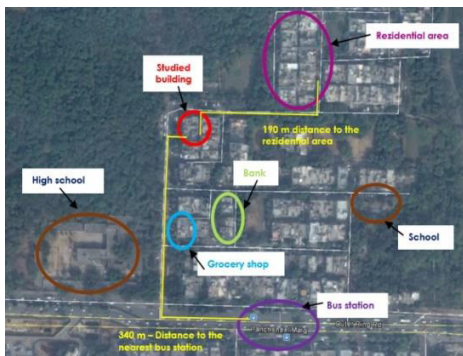 Rezidential area
Studied
building
190 m distance to the
rezidential area
High school
Bank
School
Grocery shop
Bus station
340 m – Distance to the
nearest bus station